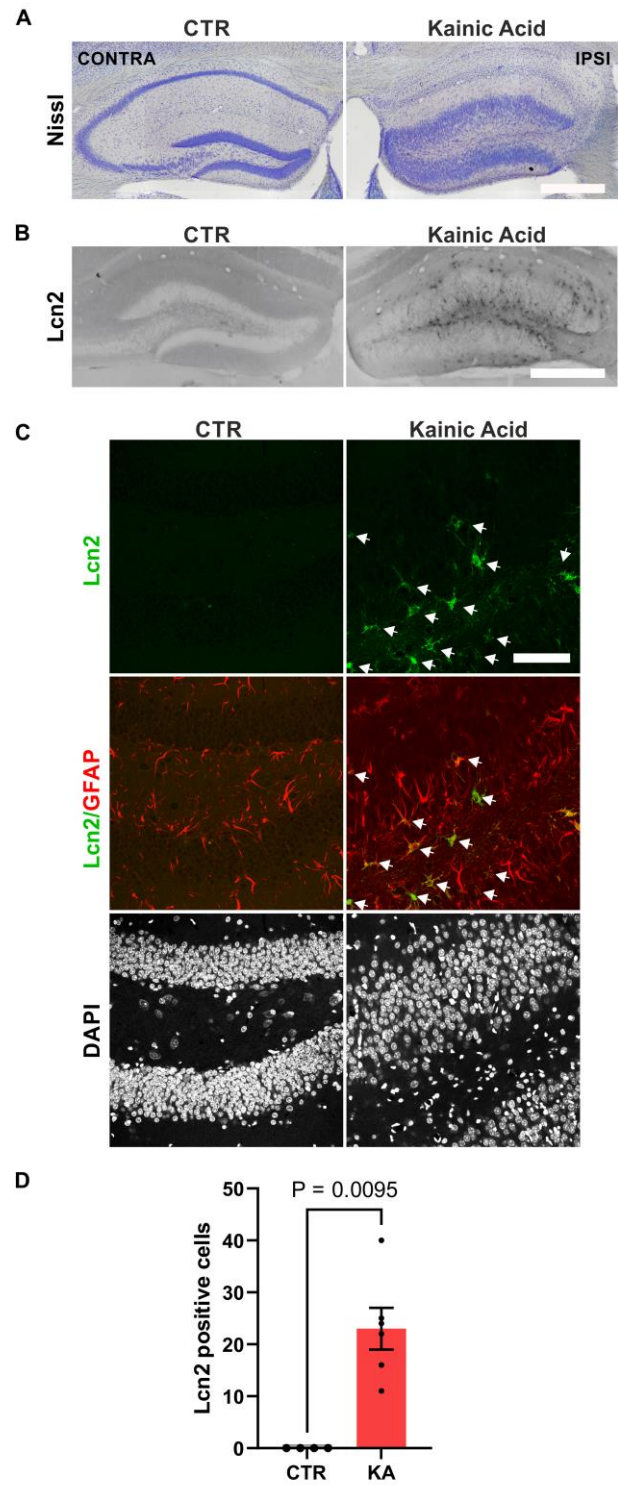 A
CTR Kainic Acid
Nissl
CONTRA
IPSI
B
CTR Kainic Acid
Lcn2
C
CTR Kainic Acid
Lcn2
Lcn2/GFAP
DAPI
D
P = 0.0095
Lcn2 positive cells
50
40
30
20
10
0
CTR KA